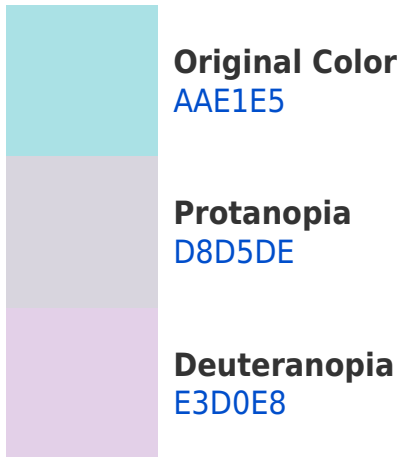 Original Color
AAE1E5
Protanopia
D8D5DE
Deuteranopia
E3D0E8